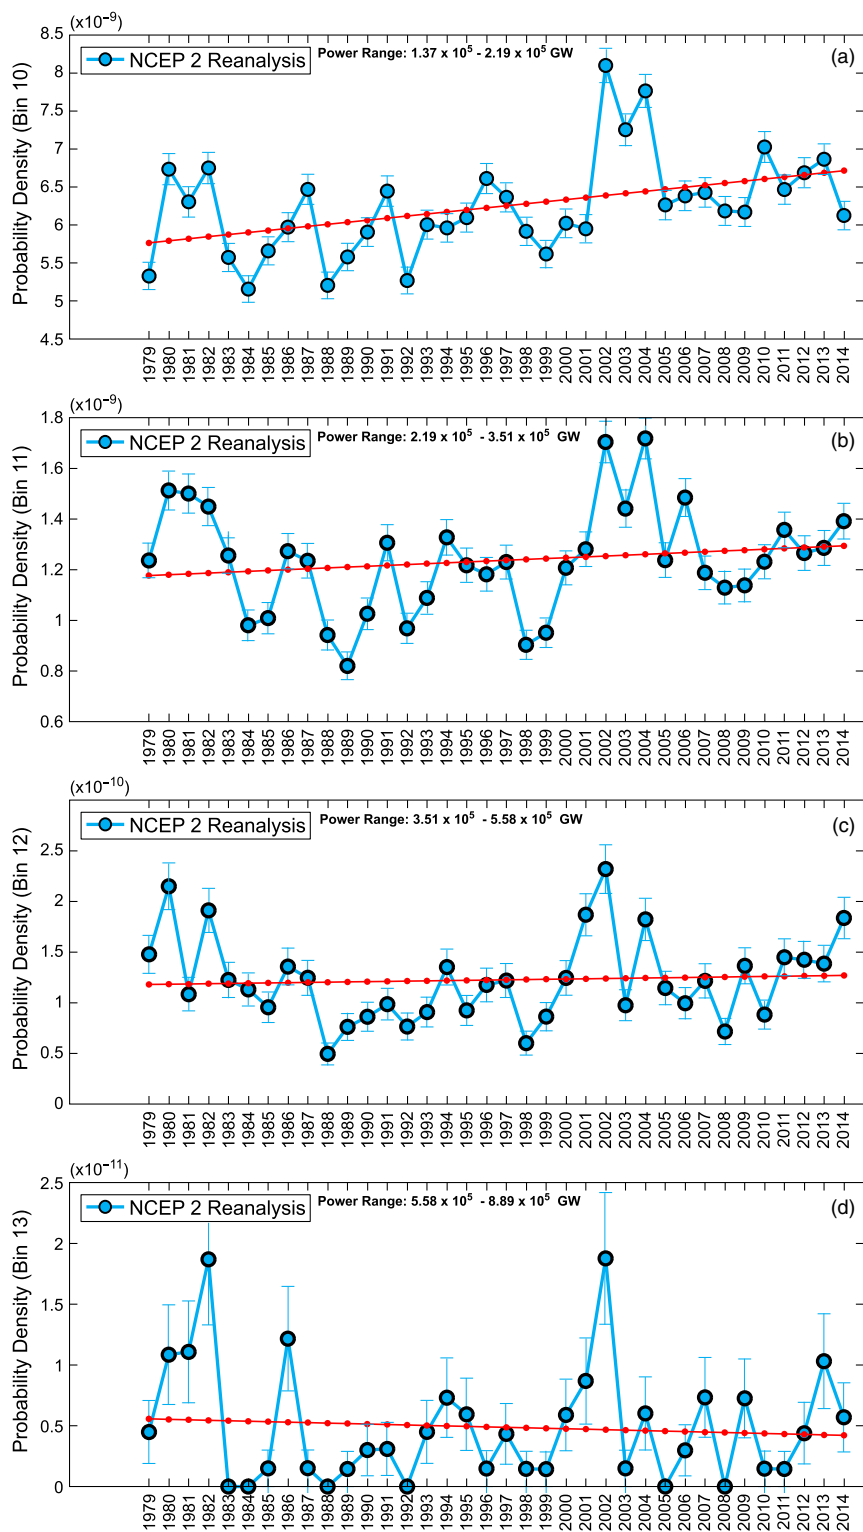 (x10⁻⁹)
8.5
8
7.5
7
6.5
6
5.5
5
4.5
Probability Density (Bin 10)
NCEP 2 Reanalysis
Power Range: 1.37 x 10⁵ - 2.19 x 10⁵ GW
(a)
1979 1980 1981 1982 1983 1984 1985 1986 1987 1988 1989 1990 1991 1992 1993 1994 1995 1996 1997 1998 1999 2000 2001 2002 2003 2004 2005 2006 2007 2008 2009 2010 2011 2012 2013 2014
(x10⁻⁹)
1.8
1.6
1.4
1.2
1
0.8
0.6
Probability Density (Bin 11)
NCEP 2 Reanalysis
Power Range: 2.19 x 10⁵ - 3.51 x 10⁵ GW
(b)
1979 1980 1981 1982 1983 1984 1985 1986 1987 1988 1989 1990 1991 1992 1993 1994 1995 1996 1997 1998 1999 2000 2001 2002 2003 2004 2005 2006 2007 2008 2009 2010 2011 2012 2013 2014
(x10⁻¹⁰)
2.5
2
1.5
1
0.5
0
Probability Density (Bin 12)
NCEP 2 Reanalysis
Power Range: 3.51 x 10⁵ - 5.58 x 10⁵ GW
(c)
1979 1980 1981 1982 1983 1984 1985 1986 1987 1988 1989 1990 1991 1992 1993 1994 1995 1996 1997 1998 1999 2000 2001 2002 2003 2004 2005 2006 2007 2008 2009 2010 2011 2012 2013 2014
(x10⁻¹¹)
2.5
2
1.5
1
0.5
0
Probability Density (Bin 13)
NCEP 2 Reanalysis
Power Range: 5.58 x 10⁵ - 8.89 x 10⁵ GW
(d)
1979 1980 1981 1982 1983 1984 1985 1986 1987 1988 1989 1990 1991 1992 1993 1994 1995 1996 1997 1998 1999 2000 2001 2002 2003 2004 2005 2006 2007 2008 2009 2010 2011 2012 2013 2014